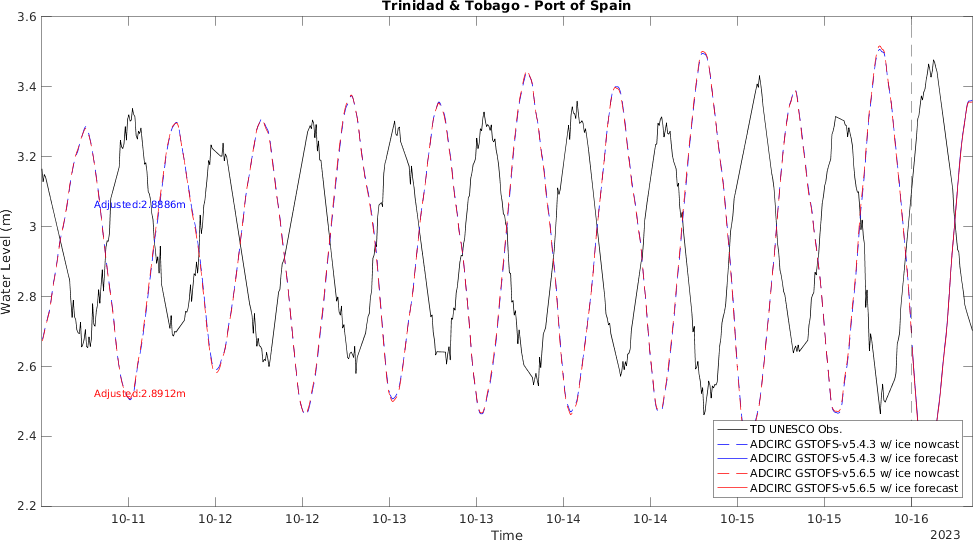 Trinidad & Tobago - Port of Spain
3.6
3.4
3.2
3
2.8
2.6
2.4
2.2
Water Level (m)
Adjusted:2.8886m
Adjusted:2.8912m
TD UNESCO Obs.
ADCIRC GSTOFS-v5.4.3 w/ ice nowcast
ADCIRC GSTOFS-v5.4.3 w/ ice forecast
ADCIRC GSTOFS-v5.6.5 w/ ice nowcast
ADCIRC GSTOFS-v5.6.5 w/ ice forecast
10-11 10-12 10-12 10-13 10-13 10-14 10-14 10-15 10-15 10-16
Time
2023